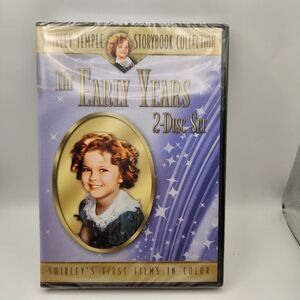 SHIRLEY TEMPLE STORYBOOK COLLECTION
THE EARLY YEARS
2-DISC SET
SHIRLEY'S FIRST FILMS IN COLOR